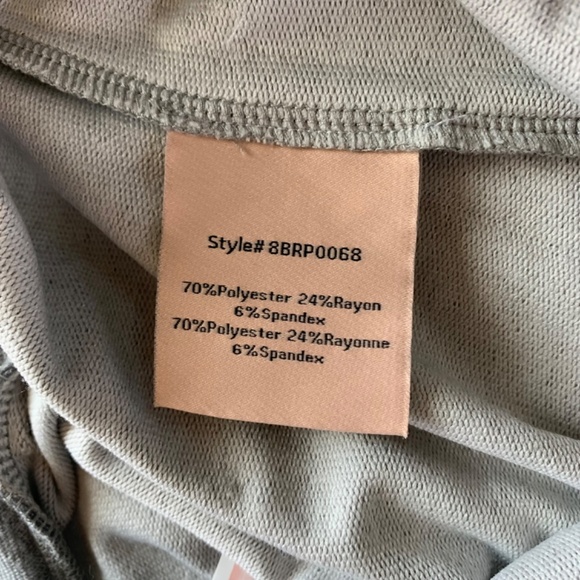 Style# 8BRP0068
70%Polyester 24%Rayon
6%Spandex
70%Polyester 24%Rayonne
6%Spandex